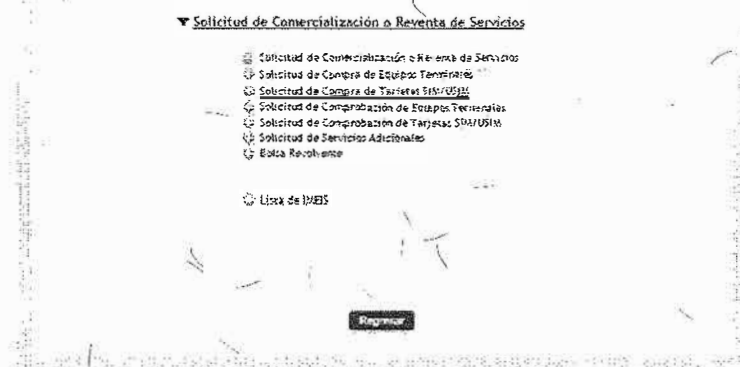 ▼ Solicitud de Comercialización o Reventa de Servicios
Solicitud de Comercialización o Reventa de Servicios
Solicitud de Compra de Equipos Terminales
Solicitud de Compra de Tarjetas SIM/USIM
Solicitud de Comprobación de Equipos Terminales
Solicitud de Comprobación de Tarjetas SIM/USIM
Solicitud de Servicios Adicionales
Bolsa Revolvente
Lista de IMEIS
Regresar